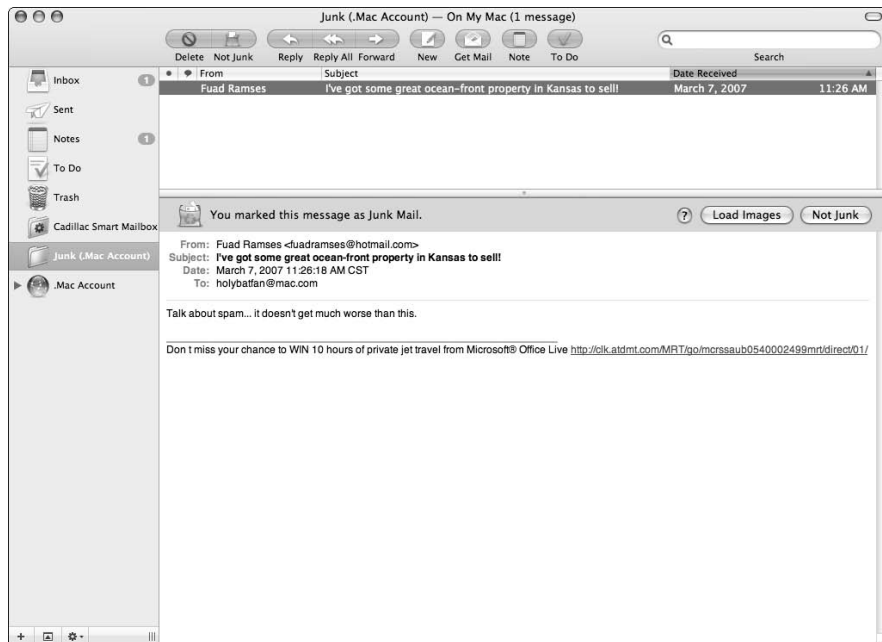 Junk (.Mac Account) — On My Mac (1 message)
Delete Not Junk Reply Reply All Forward New Get Mail Note To Do Search
From Subject Date Received
Fuad Ramses I've got some great ocean-front property in Kansas to sell! March 7, 2007 11:26 AM
Inbox 1
Sent
Notes 1
To Do
Trash
Cadillac Smart Mailbox
Junk (.Mac Account)
.Mac Account
You marked this message as Junk Mail. ? Load Images Not Junk
From: Fuad Ramses <fuadramses@hotmail.com>
Subject: I've got some great ocean-front property in Kansas to sell!
Date: March 7, 2007 11:26:18 AM CST
To: holybatfan@mac.com
Talk about spam... it doesn't get much worse than this.
Don t miss your chance to WIN 10 hours of private jet travel from Microsoft® Office Live http://clk.atdmt.com/MRT/go/mcrssaub0540002499mrt/direct/01/